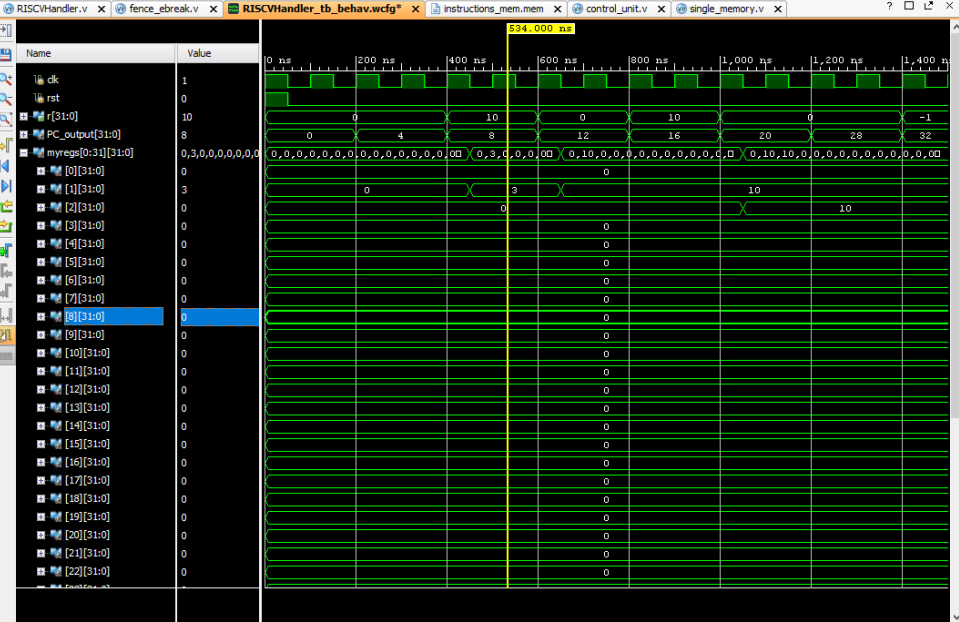 RISCVHandler.v × fence_ebreak.v × RISCVHandler_tb_behav.wcfg* × instructions_mem.mem × control_unit.v × single_memory.v × ?
534.000 ns
Name Value 0 ns 200 ns 400 ns 600 ns 800 ns 1,000 ns 1,200 ns 1,400 ns
clk 1
rst 0
r[31:0] 10 0 10 0 10 0 -1
PC_output[31:0] 8 0 4 8 12 16 20 28 32
myregs[0:31][31:0] 0,3,0,0,0,0,0,0 0,0,0,0,0,0,0,0,0,0,0,0,0,0,0 0,3,0,0,0,0 0,10,0,0,0,0,0,0,0,0 0,10,10,0,0,0,0,0,0,0,0,0
[0][31:0] 0 0
[1][31:0] 3 0 3 10
[2][31:0] 0 0 10
[3][31:0] 0 0
[4][31:0] 0 0
[5][31:0] 0 0
[6][31:0] 0 0
[7][31:0] 0 0
[8][31:0] 0 0
[9][31:0] 0 0
[10][31:0] 0 0
[11][31:0] 0 0
[12][31:0] 0 0
[13][31:0] 0 0
[14][31:0] 0 0
[15][31:0] 0 0
[16][31:0] 0 0
[17][31:0] 0 0
[18][31:0] 0 0
[19][31:0] 0 0
[20][31:0] 0 0
[21][31:0] 0 0
[22][31:0] 0 0